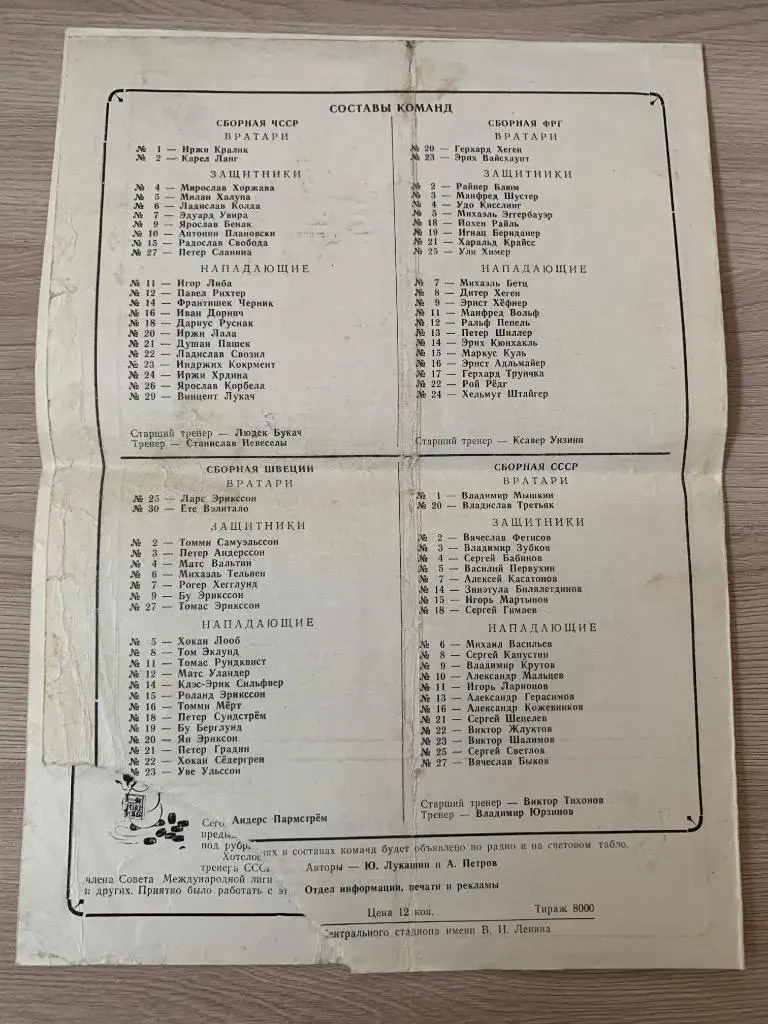 СОСТАВЫ КОМАНД
СБОРНАЯ ЧССР
ВРАТАРИ
№ 1 — Иржи Кралик
№ 2 — Карел Ланг
ЗАЩИТНИКИ
№ 4 — Мирослав Хоржава
№ 5 — Милан Халупа
№ 6 — Ладислав Колда
№ 7 — Эдуард Увира
№ 9 — Ярослав Бенак
№ 10 — Антонин Плановски
№ 15 — Радослав Свобода
№ 27 — Петер Сланина
НАПАДАЮЩИЕ
№ 11 — Игор Либа
№ 12 — Павел Рихтер
№ 14 — Франтишек Черник
№ 16 — Иван Дорнич
№ 18 — Дариус Руснак
№ 20 — Иржи Лала
№ 21 — Душан Пашек
№ 22 — Ладислав Свозил
№ 23 — Индржих Кокрмент
№ 24 — Иржи Хрдина
№ 26 — Ярослав Корбела
№ 29 — Винцент Лукач
Старший тренер — Людек Букач
Тренер — Станислав Невеселы
СБОРНАЯ ФРГ
ВРАТАРИ
№ 20 — Герхард Хеген
№ 23 — Эрих Вайсхаупт
ЗАЩИТНИКИ
№ 2 — Райнер Блюм
№ 3 — Манфред Шустер
№ 4 — Удо Кисслинг
№ 5 — Михаэль Эггербауэр
№ 18 — Йохен Райль
№ 19 — Игнац Берндавер
№ 21 — Харальд Крайсс
№ 25 — Ули Химер
НАПАДАЮЩИЕ
№ 7 — Михаэль Бетц
№ 8 — Дитер Хеген
№ 9 — Эрнст Хёфнер
№ 11 — Манфред Вольф
№ 12 — Ральф Пепель
№ 13 — Петер Шиллер
№ 14 — Эрих Кюнхакль
№ 15 — Маркус Куль
№ 16 — Эрнст Адльмайер
№ 17 — Герхард Трунчка
№ 22 — Рой Рёдг
№ 24 — Хельмут Штайгер
Старший тренер — Ксавер Унзинн
СБОРНАЯ ШВЕЦИИ
ВРАТАРИ
№ 25 — Ларс Эрикссон
№ 30 — Ете Вэлитало
ЗАЩИТНИКИ
№ 2 — Томми Самуэльссон
№ 3 — Петер Андерссон
№ 4 — Матс Вальтин
№ 6 — Михаэль Тельвен
№ 7 — Рогер Хегглунд
№ 9 — Бу Эрикссон
№ 27 — Томас Эрикссон
НАПАДАЮЩИЕ
№ 5 — Хокан Лооб
№ 8 — Том Эклунд
№ 11 — Томас Рундквист
№ 12 — Матс Уландер
№ 14 — Клэс-Эрик Сильфвер
№ 15 — Роланд Эрикссон
№ 16 — Томми Мёрт
№ 18 — Петер Сундстрём
№ 19 — Бу Берглунд
№ 20 — Ян Эриксон
№ 21 — Петер Градин
№ 22 — Хокан Сёдергрен
№ 23 — Уве Ульссон
СБОРНАЯ СССР
ВРАТАРИ
№ 1 — Владимир Мышкин
№ 20 — Владислав Третьяк
ЗАЩИТНИКИ
№ 2 — Вячеслав Фетисов
№ 3 — Владимир Зубков
№ 4 — Сергей Бабинов
№ 5 — Василий Первухин
№ 7 — Алексей Касатонов
№ 14 — Зинэтула Билялетдинов
№ 15 — Игорь Мартынов
№ 18 — Сергей Гимаев
НАПАДАЮЩИЕ
№ 6 — Михаил Васильев
№ 8 — Сергей Капустин
№ 9 — Владимир Крутов
№ 10 — Александр Мальцев
№ 11 — Игорь Ларионов
№ 13 — Александр Герасимов
№ 16 — Александр Кожевников
№ 21 — Сергей Шепелев
№ 22 — Виктор Жлуктов
№ 23 — Виктор Шалимов
№ 25 — Сергей Светлов
№ 27 — Вячеслав Быков
Старший тренер — Виктор Тихонов
Тренер — Владимир Юрзинов
Сего Андерс Пармстрём
преды
под рубри ях в составах команд будет объявлено по радио и на световом табло.
Хотелос
тренера СССР Авторы — Ю. Лукашин и А. Петров
члена Совета Международной лиги
и других. Приятно было работать с э Отдел информации, печати и рекламы
Цена 12 коп. Тираж 8000
Центрального стадиона имени В. И. Ленина